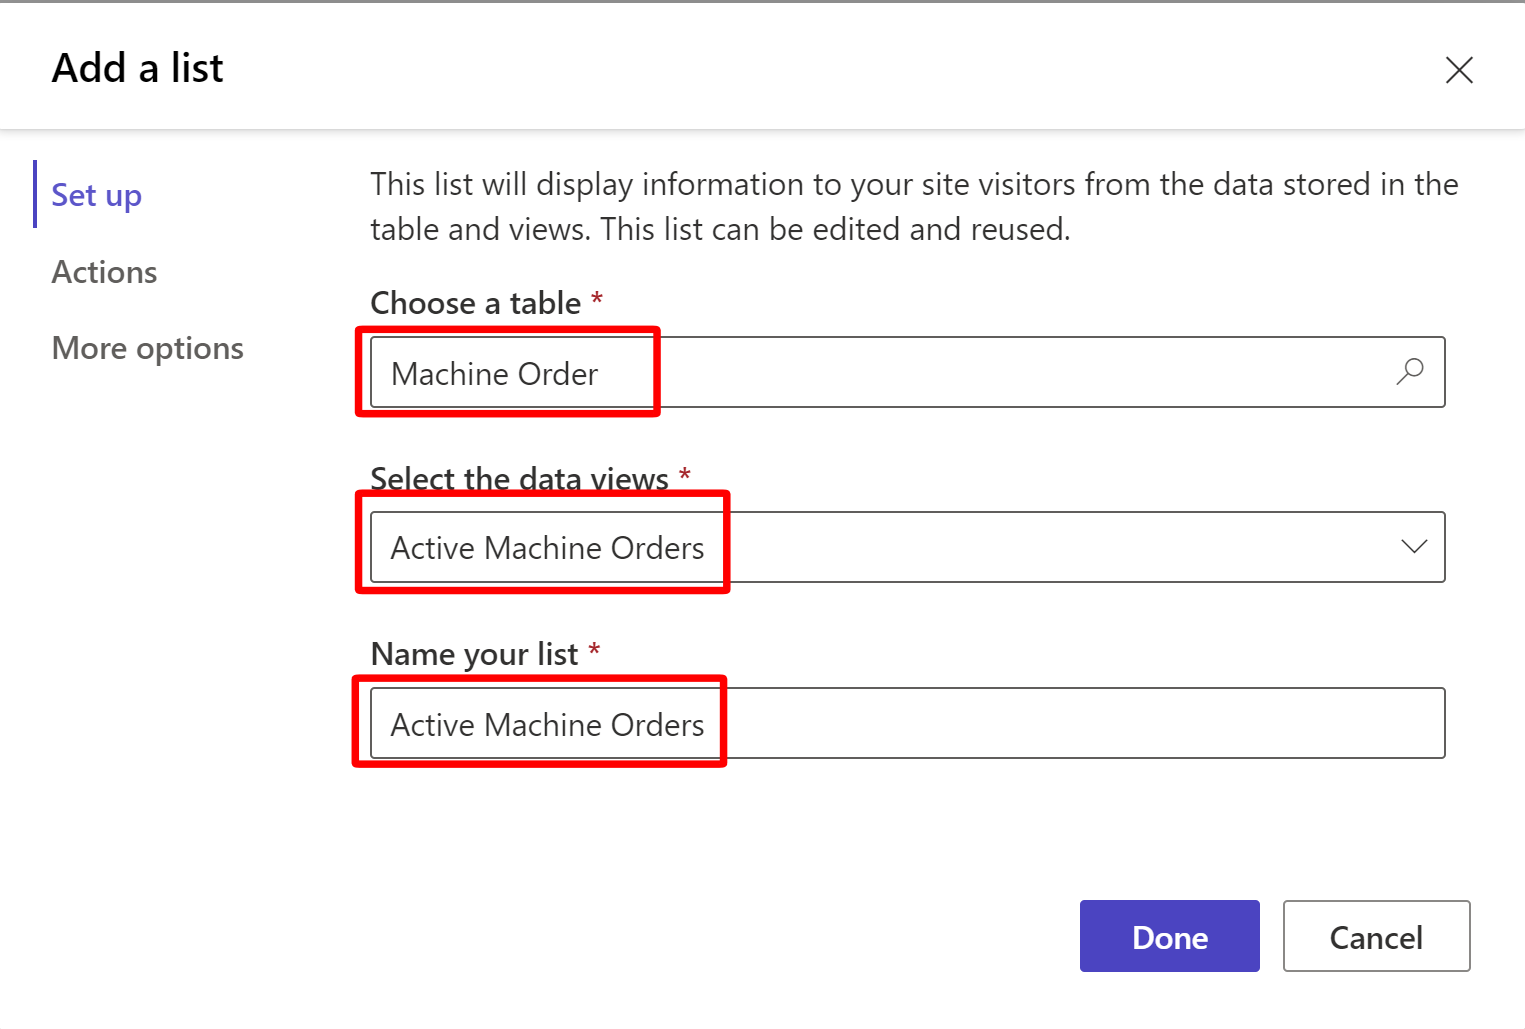 Add a list
Set up
Actions
More options
This list will display information to your site visitors from the data stored in the
table and views. This list can be edited and reused.
Choose a table *
Machine Order
Select the data views *
Active Machine Orders
Name your list *
Active Machine Orders
Done
Cancel